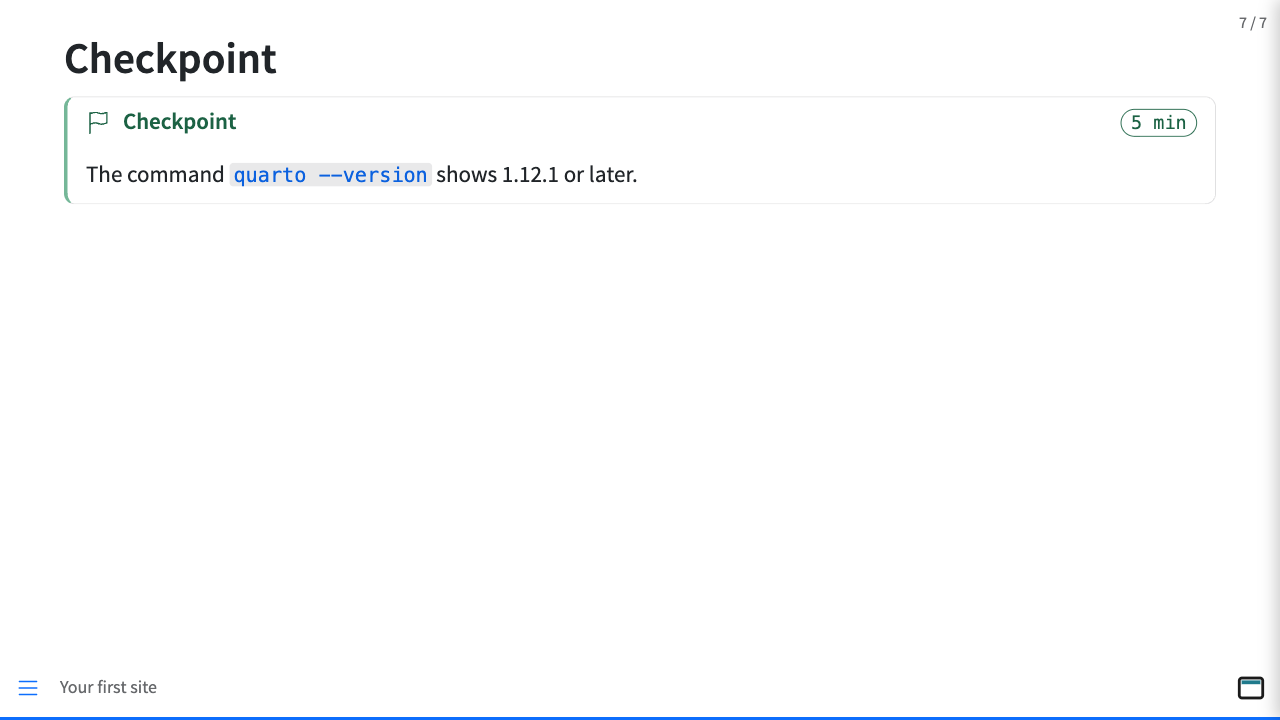 7 / 7
Checkpoint
Checkpoint
5 min
The command quarto --version shows 1.12.1 or later.
Your first site